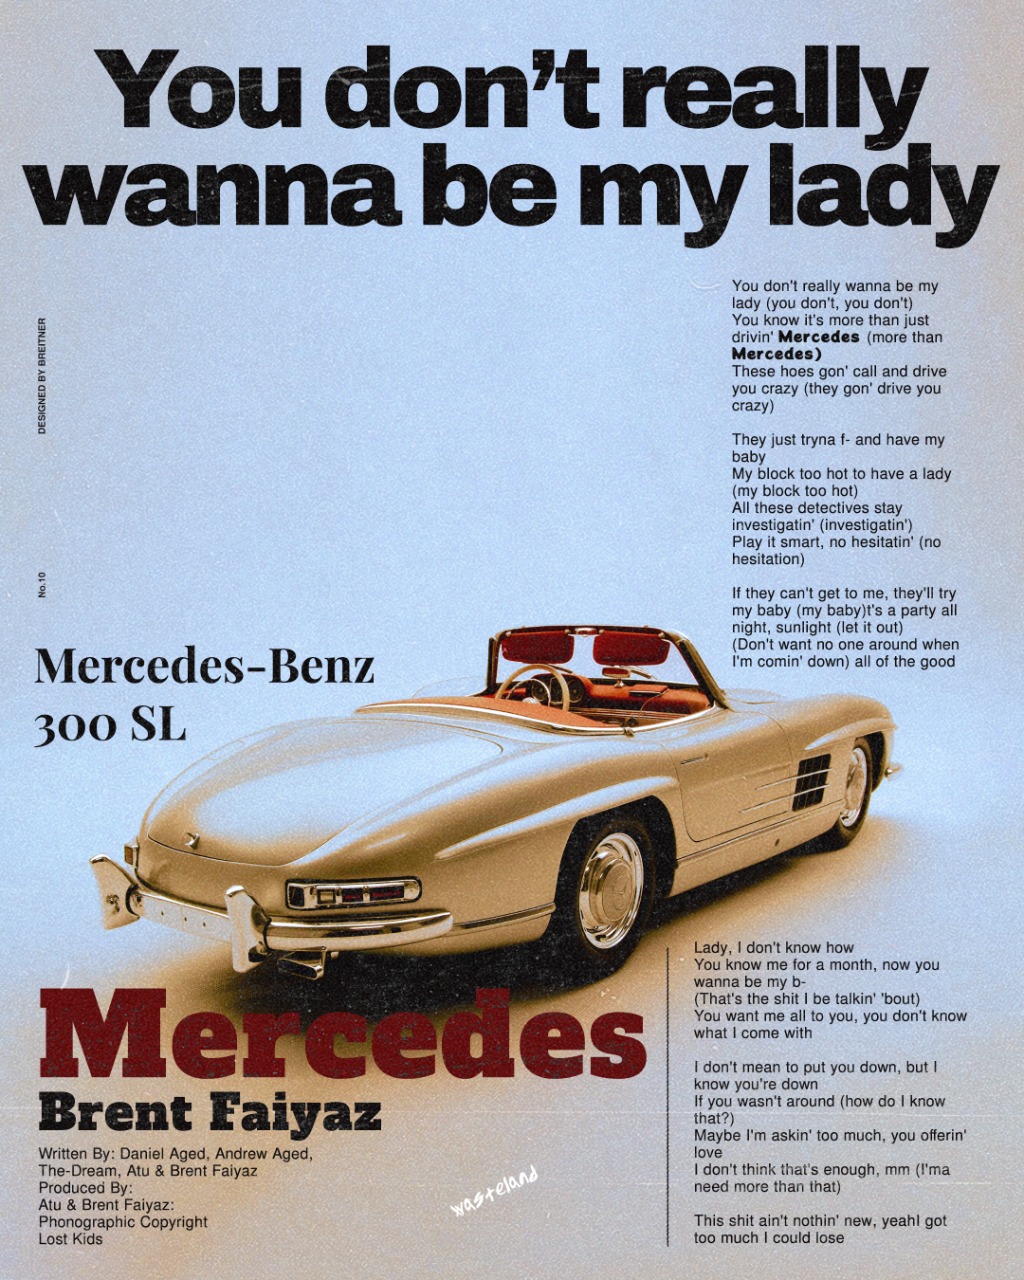 You don't really
wanna be my lady
You don't really wanna be my
lady (you don't, you don't)
You know it's more than just
drivin' Mercedes (more than
Mercedes)
These hoes gon' call and drive
you crazy (they gon' drive you
crazy)
They just tryna f- and have my
baby
My block too hot to have a lady
(my block too hot)
All these detectives stay
investigatin' (investigatin')
Play it smart, no hesitatin' (no
hesitation)
If they can't get to me, they'll try
my baby (my baby)t's a party all
night, sunlight (let it out)
(Don't want no one around when
I'm comin' down) all of the good
DESIGNED BY BREITNER
No.10
Mercedes-Benz
300 SL
Mercedes
Brent Faiyaz
Written By: Daniel Aged, Andrew Aged,
The-Dream, Atu & Brent Faiyaz
Produced By:
Atu & Brent Faiyaz:
Phonographic Copyright
Lost Kids
wasteland
Lady, I don't know how
You know me for a month, now you
wanna be my b-
(That's the shit I be talkin' 'bout)
You want me all to you, you don't know
what I come with
I don't mean to put you down, but I
know you're down
If you wasn't around (how do I know
that?)
Maybe I'm askin' too much, you offerin'
love
I don't think that's enough, mm (I'ma
need more than that)
This shit ain't nothin' new, yeahI got
too much I could lose